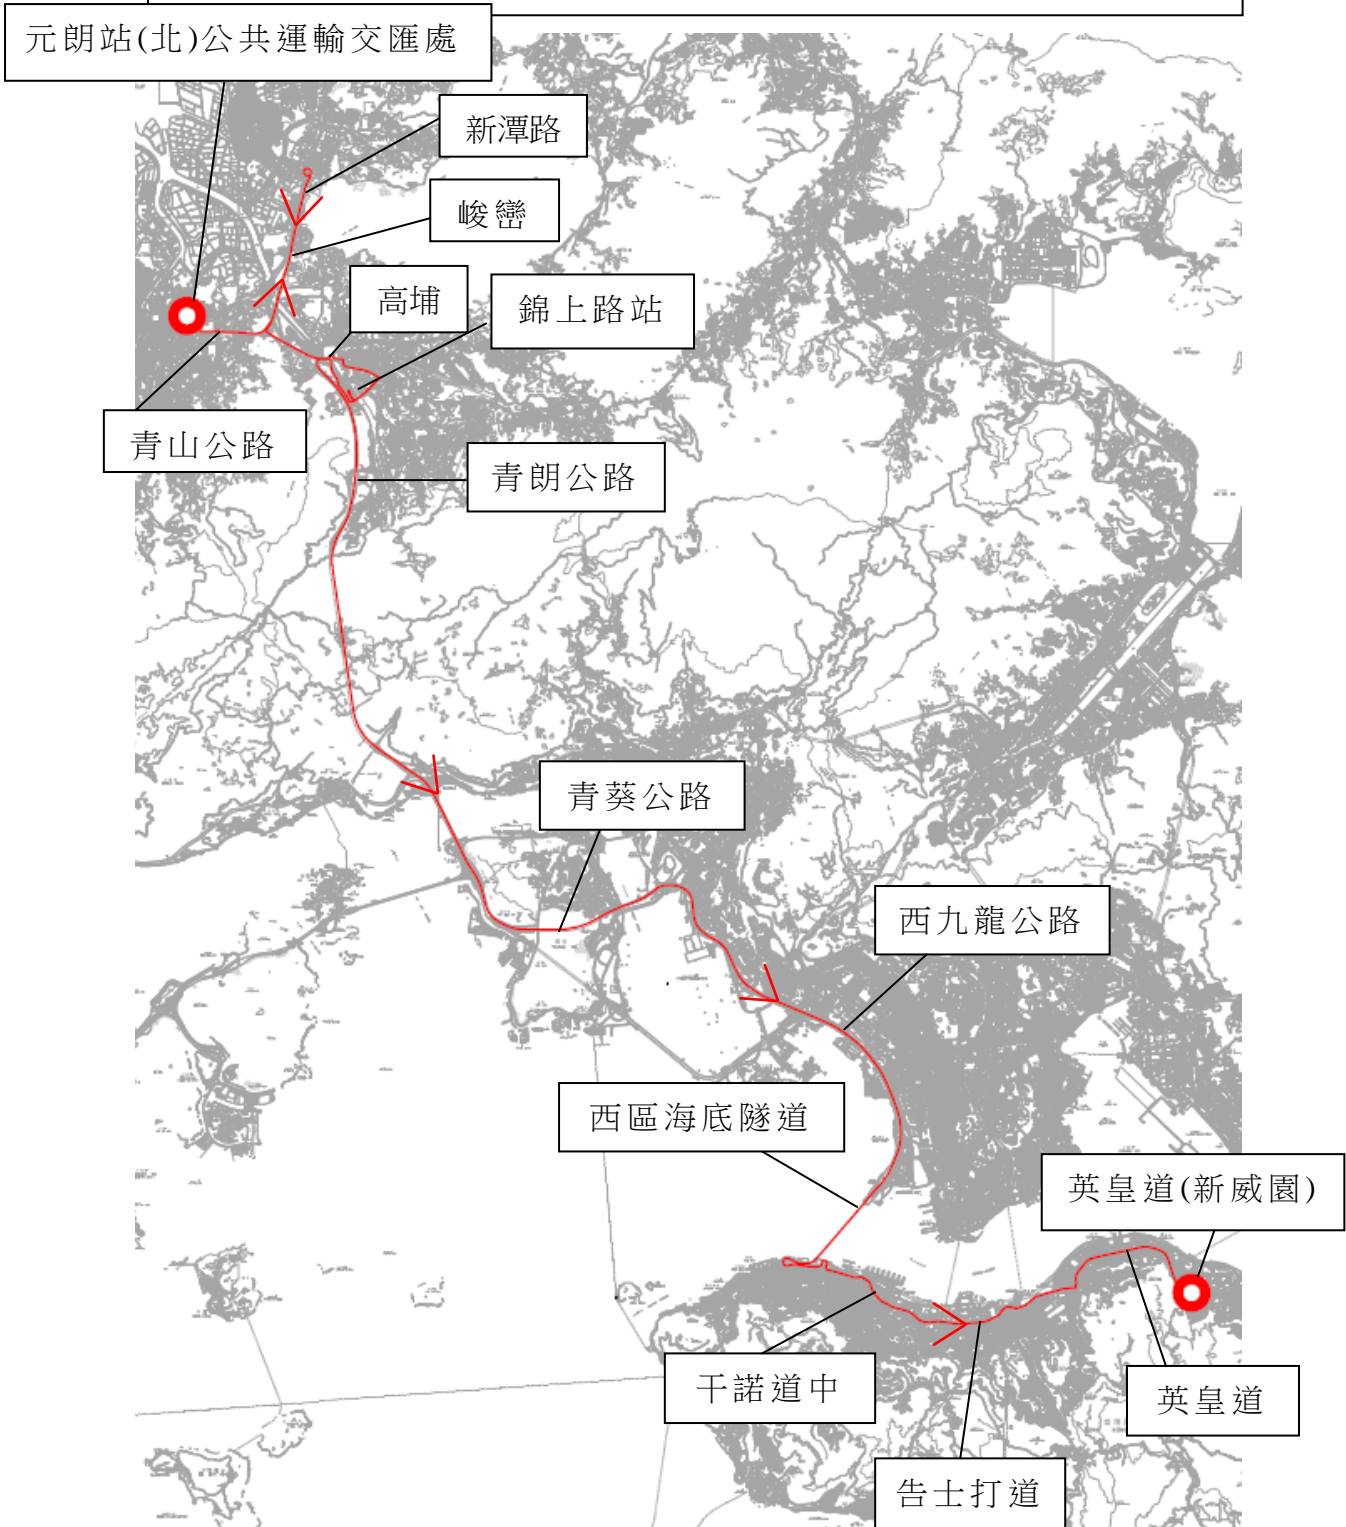 元朗站(北)公共運輸交匯處
新潭路
峻巒
高埔
錦上路站
青山公路
青朗公路
青葵公路
西九龍公路
西區海底隧道
英皇道(新威園)
干諾道中
英皇道
告士打道